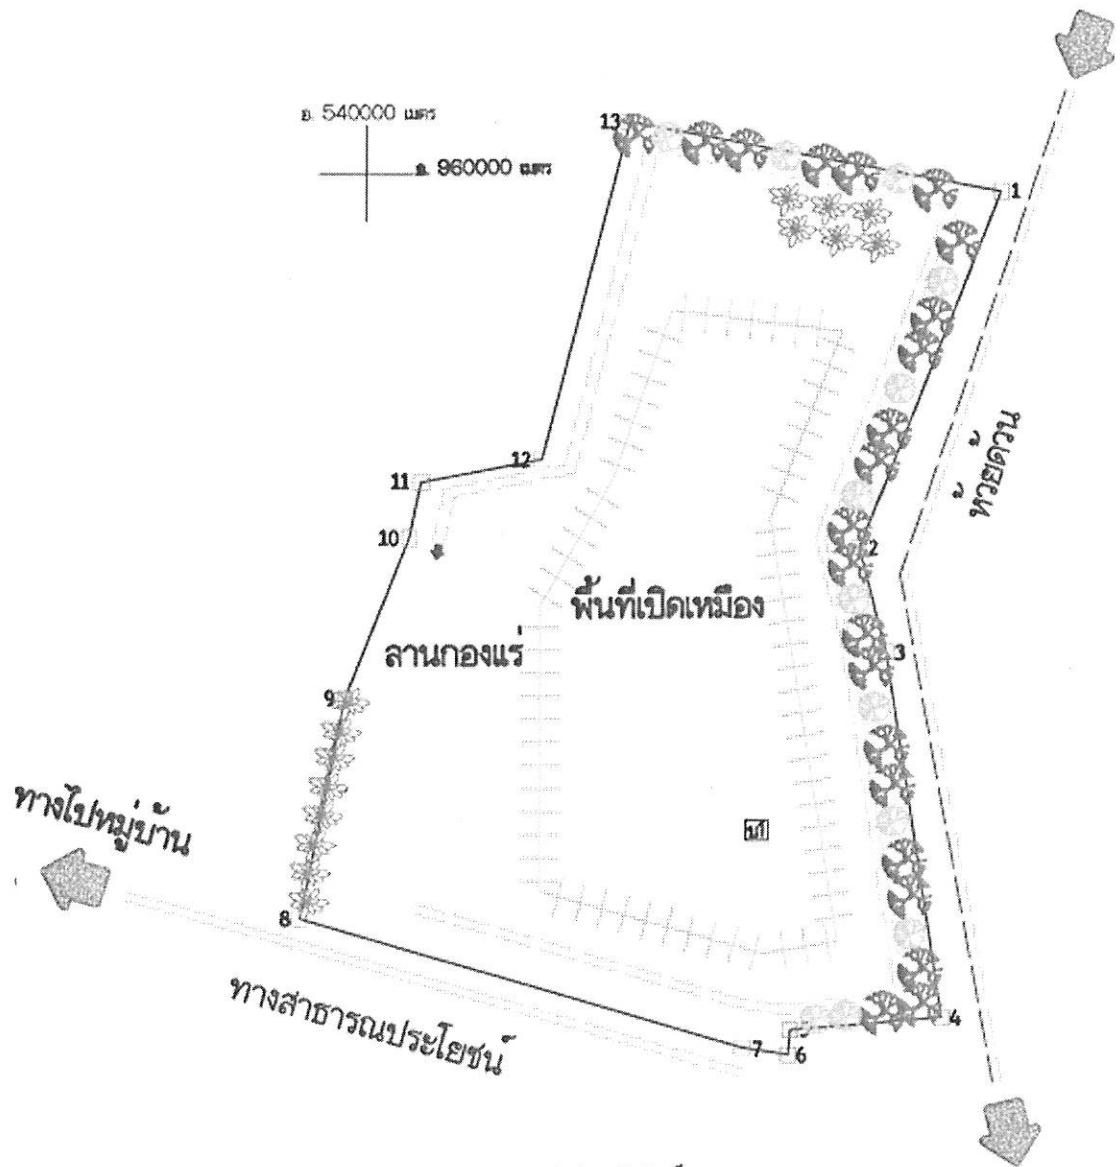 อ. 540000 เมตร
13
น. 960000 เมตร
1
ห้วยด้วน
12
11
10
2
พื้นที่เปิดเหมือง
3
ลานกองแร่
9
ทางไปหมู่บ้าน
8
ทางสาธารณประโยชน์
4
7
6